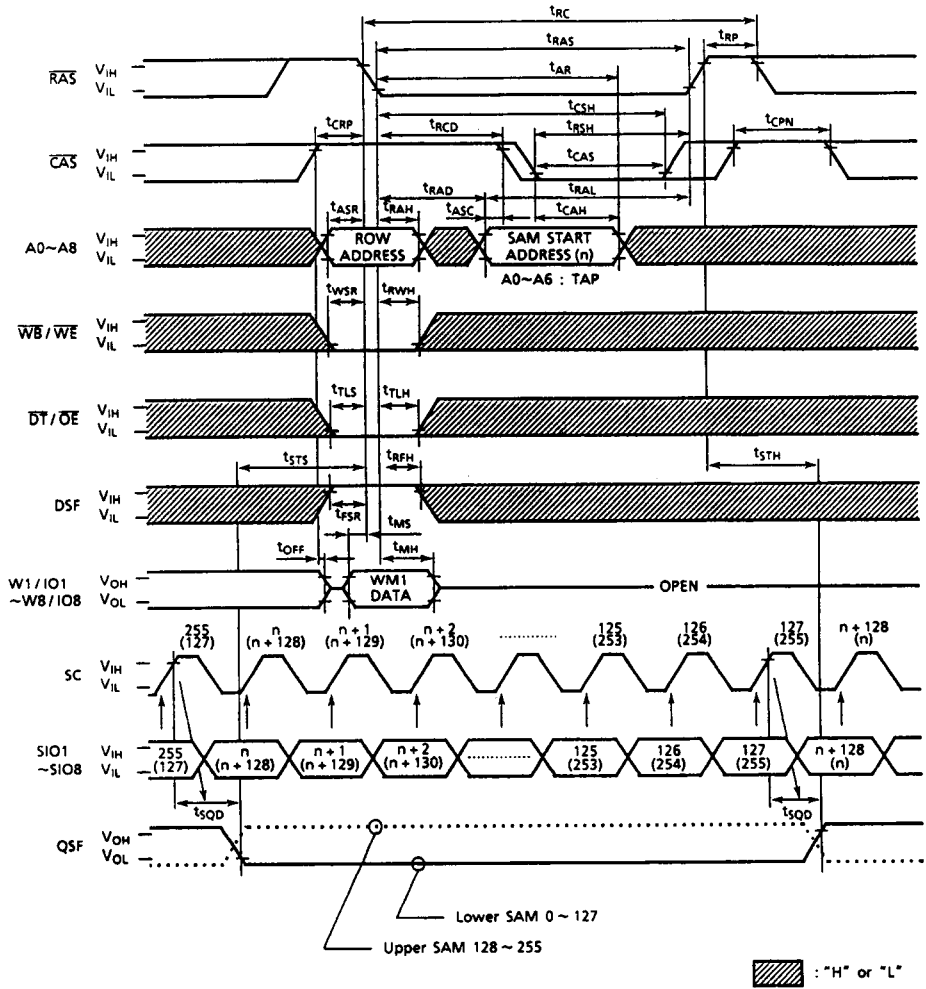 tRC
tRAS tRP
RAS VIH
VIL
tAR
tCSH
tCRP tRCD tRSH tCPN
CAS VIH
VIL
tCAS
tRAD tRAL
tASR tRAH tASC tCAH
A0~A8 VIH
VIL
ROW
ADDRESS
SAM START
ADDRESS (n)
A0~A6 : TAP
tWSR tRWH
WB / WE VIH
VIL
tTLS tTLH
DT / OE VIH
VIL
tSTS tRFH tSTH
DSF VIH
VIL
tFSR tMS
tOFF tMH
W1 / IO1
~W8 / IO8
VOH
VOL
WM1
DATA
OPEN
255
(127)
n
(n + 128)
n + 1
(n + 129)
n + 2
(n + 130)
..........
125
(253)
126
(254)
127
(255)
n + 128
(n)
SC VIH
VIL
SIO1
~SIO8
VIH
VIL
255
(127)
n
(n + 128)
n + 1
(n + 129)
n + 2
(n + 130)
..........
125
(253)
126
(254)
127
(255)
n + 128
(n)
tSQD tSQD
QSF VOH
VOL
Lower SAM 0 ~ 127
Upper SAM 128 ~ 255
: "H" or "L"